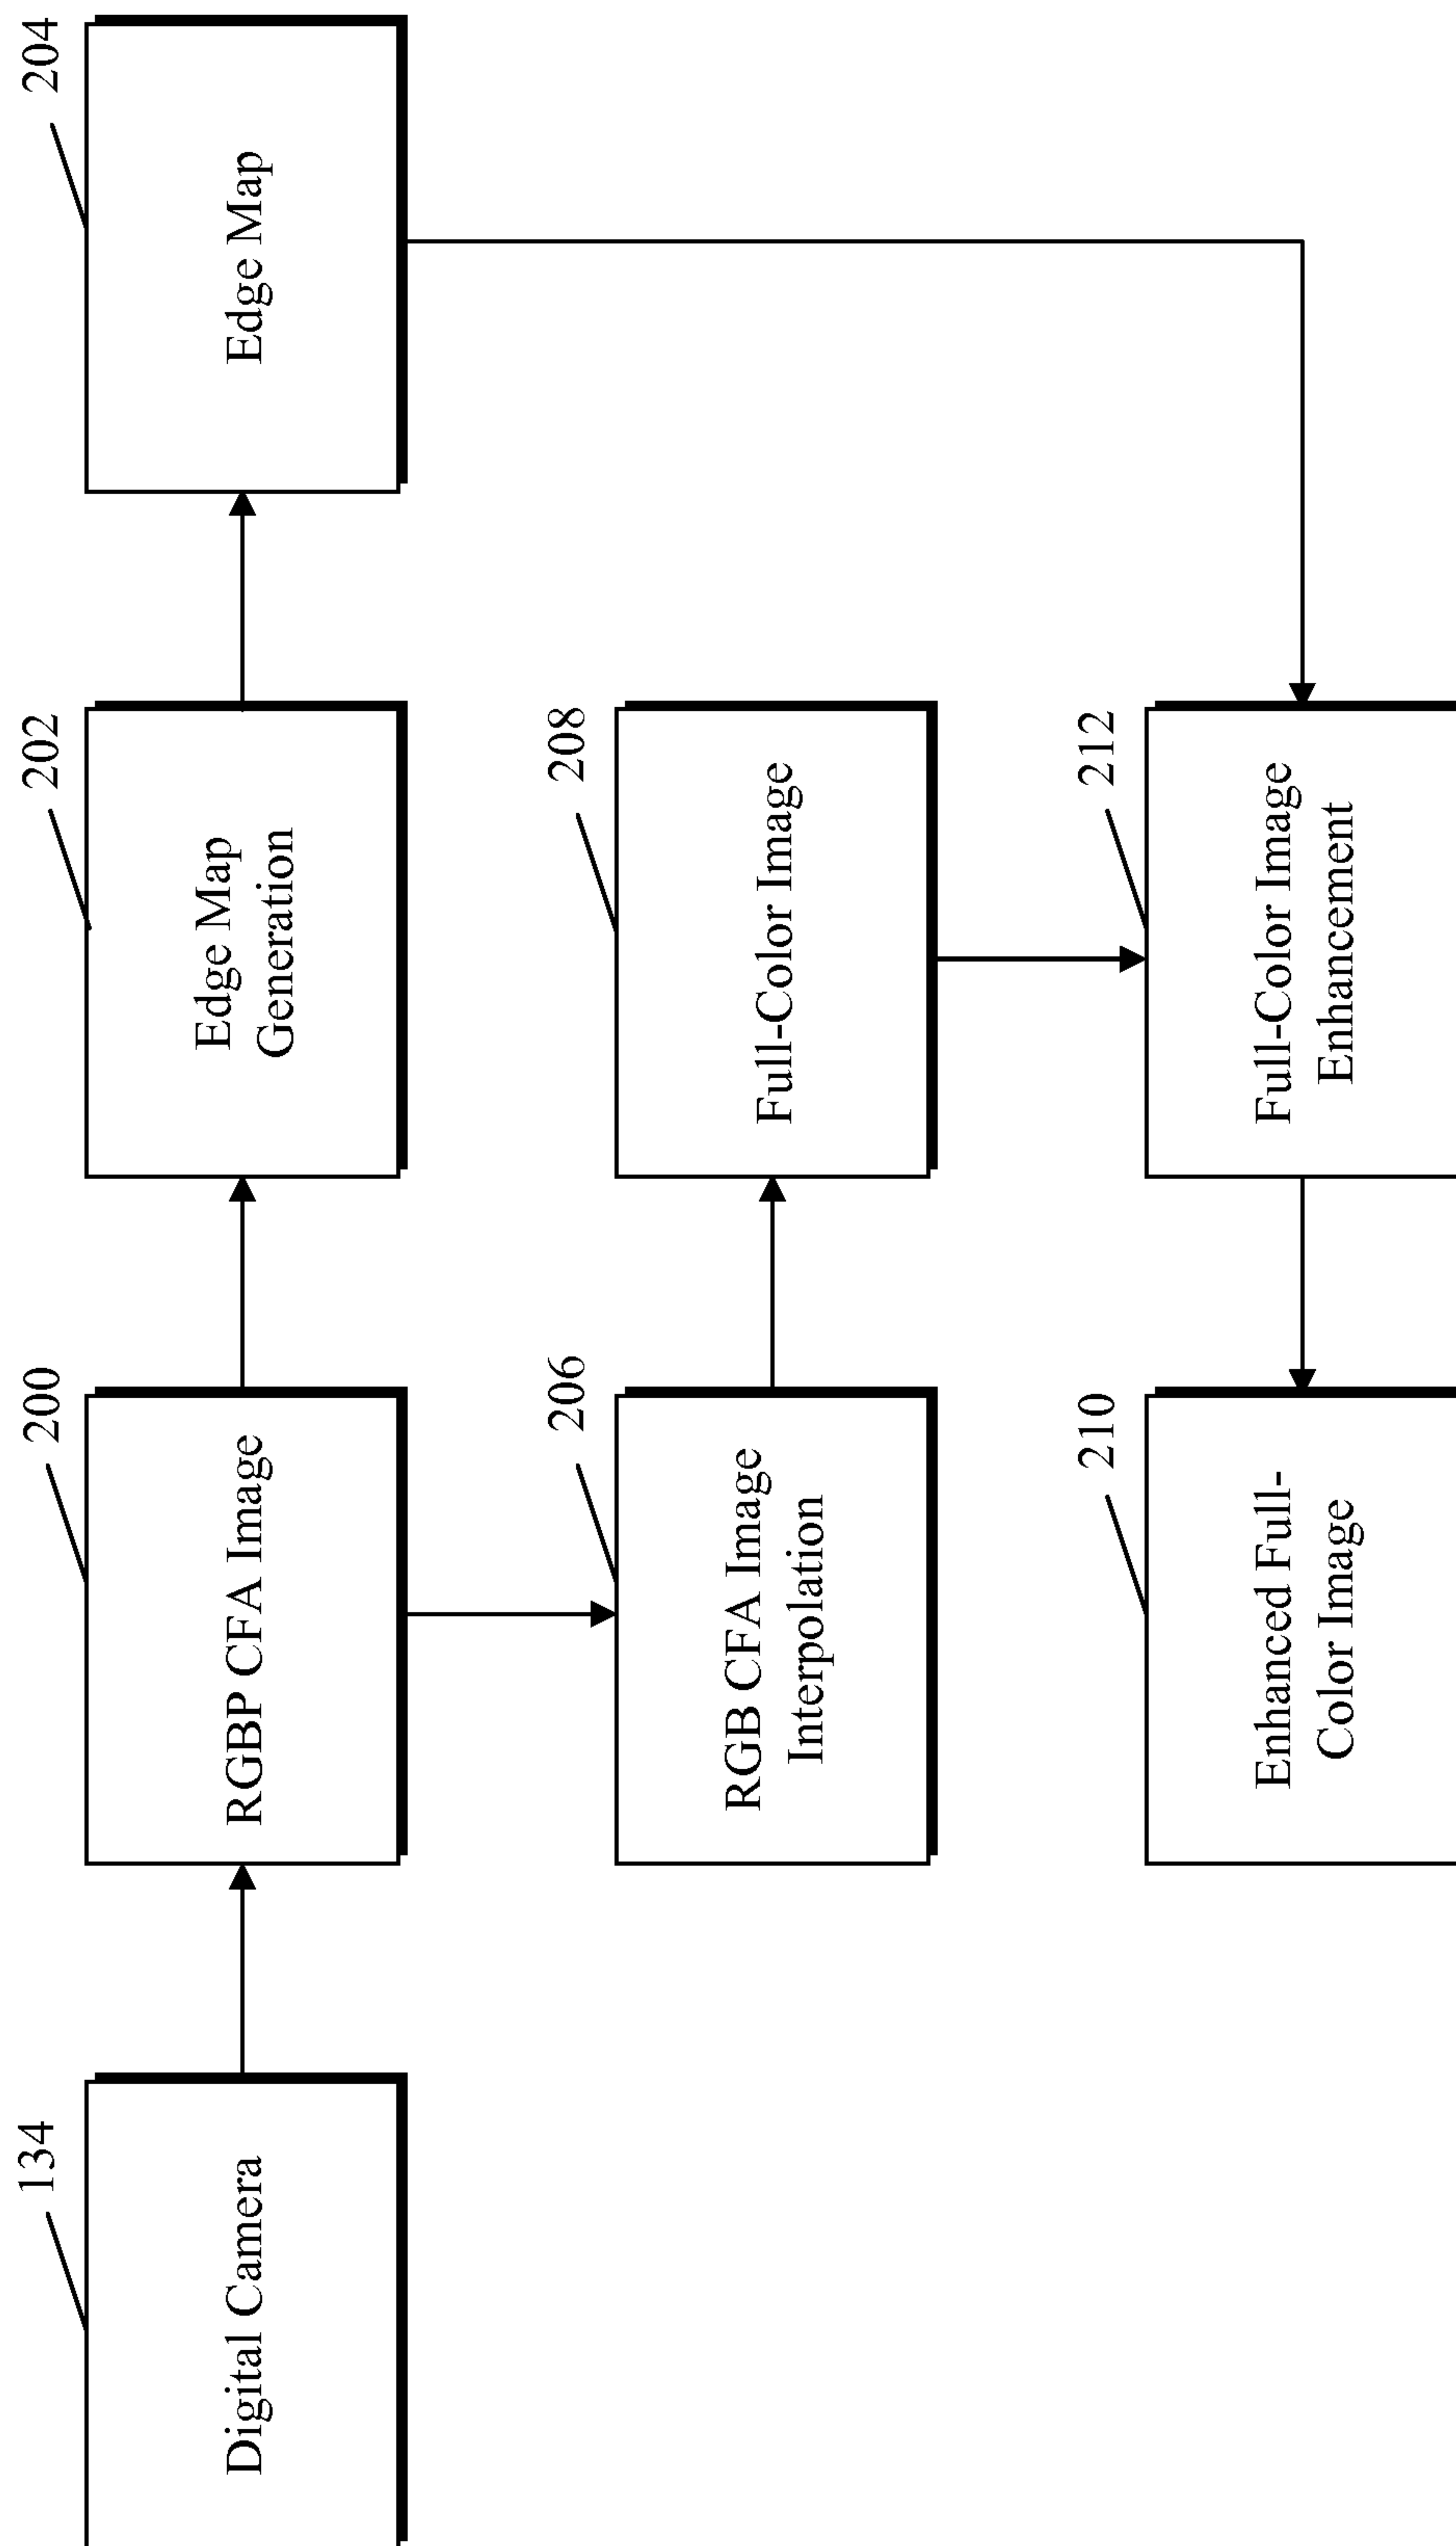 134
Digital Camera
200
RGBP CFA Image
202
Edge Map
Generation
204
Edge Map
206
RGB CFA Image
Interpolation
208
Full-Color Image
210
Enhanced Full-
Color Image
212
Full-Color Image
Enhancement